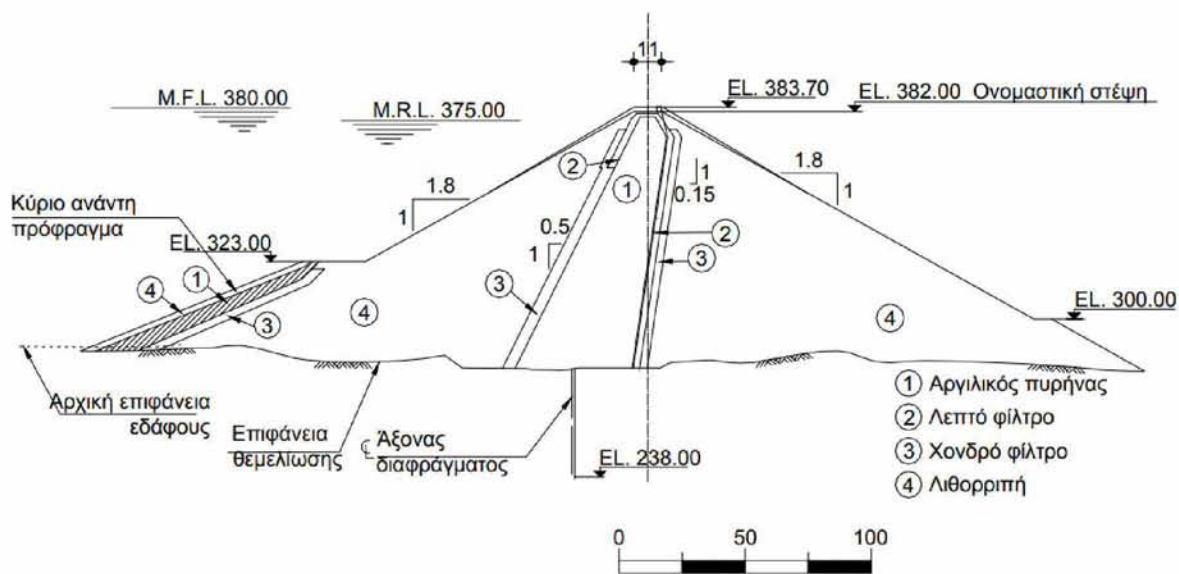 11
M.F.L. 380.00
M.R.L. 375.00
EL. 383.70
EL. 382.00 Ονομαστική στέψη
1.8
1
1.8
1
2
1
1
0.15
0.5
1
2
3
3
Κύριο ανάντη
πρόφραγμα
EL. 323.00
1
4
3
4
4
EL. 300.00
Αρχική επιφάνεια
εδάφους
Επιφάνεια
θεμελίωσης
℄ Άξονας
διαφράγματος
EL. 238.00
1 Αργιλικός πυρήνας
2 Λεπτό φίλτρο
3 Χονδρό φίλτρο
4 Λιθορριπή
0 50 100